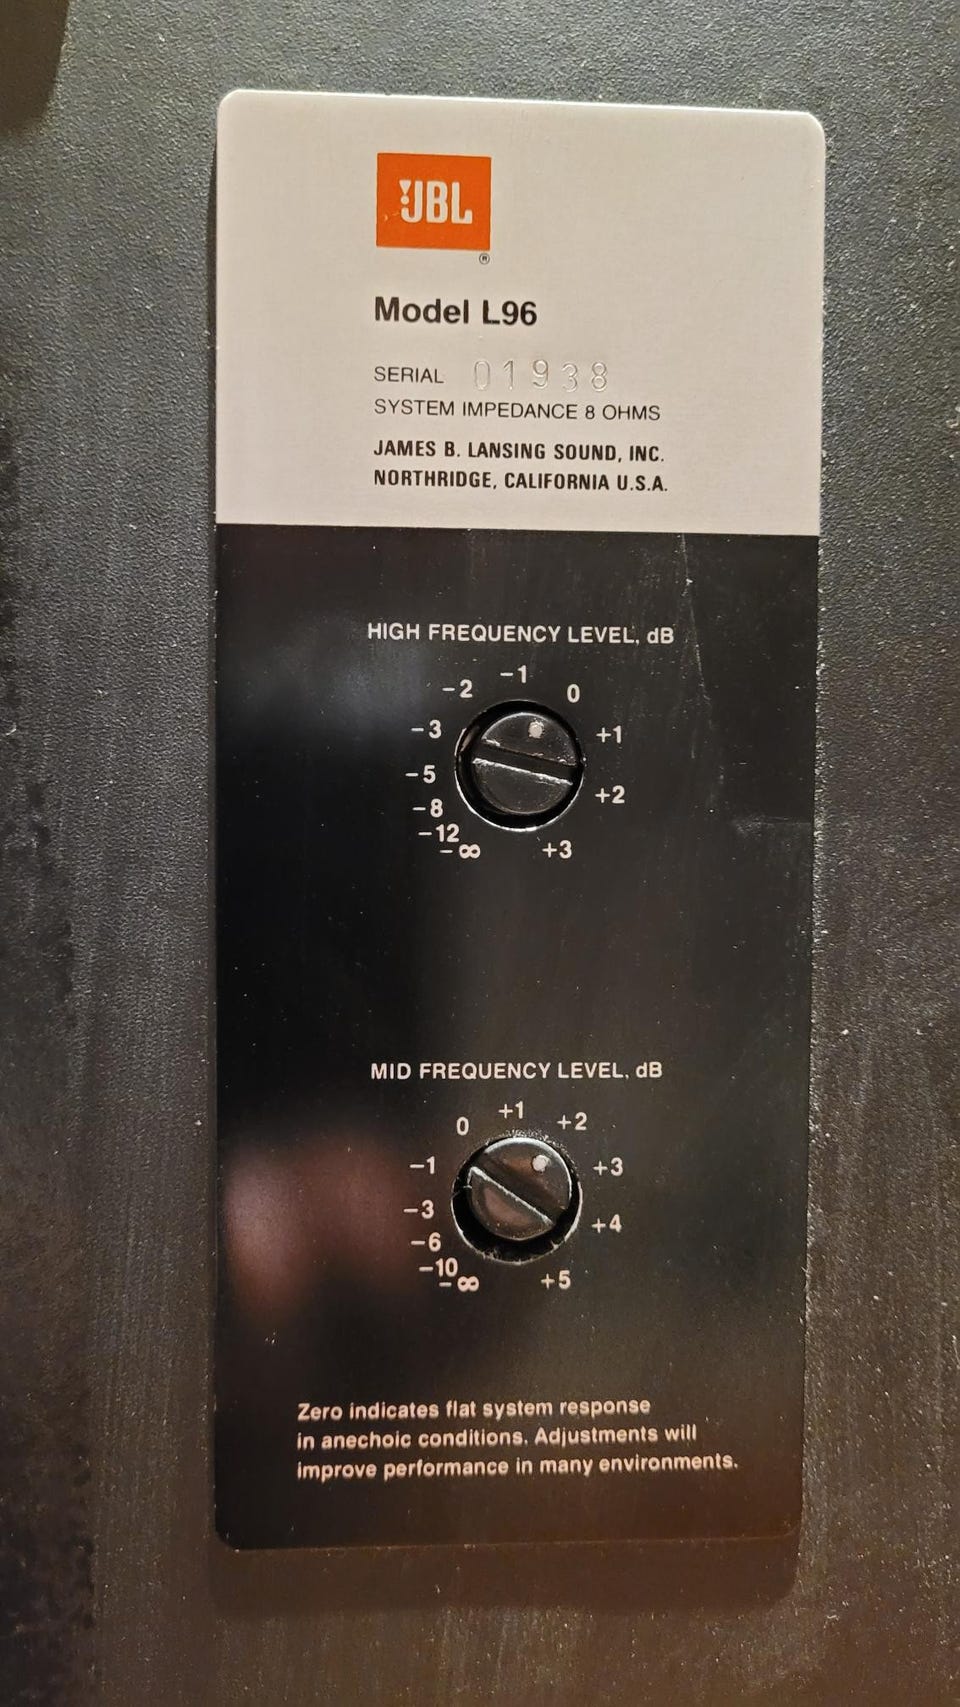 JBL
®
Model L96
SERIAL 01938
SYSTEM IMPEDANCE 8 OHMS
JAMES B. LANSING SOUND, INC.
NORTHRIDGE, CALIFORNIA U.S.A.
HIGH FREQUENCY LEVEL, dB
-2 -1 0
-3 +1
-5 +2
-8
-12
-∞ +3
MID FREQUENCY LEVEL, dB
0 +1 +2
-1 +3
-3 +4
-6
-10
-∞ +5
Zero indicates flat system response
in anechoic conditions. Adjustments will
improve performance in many environments.